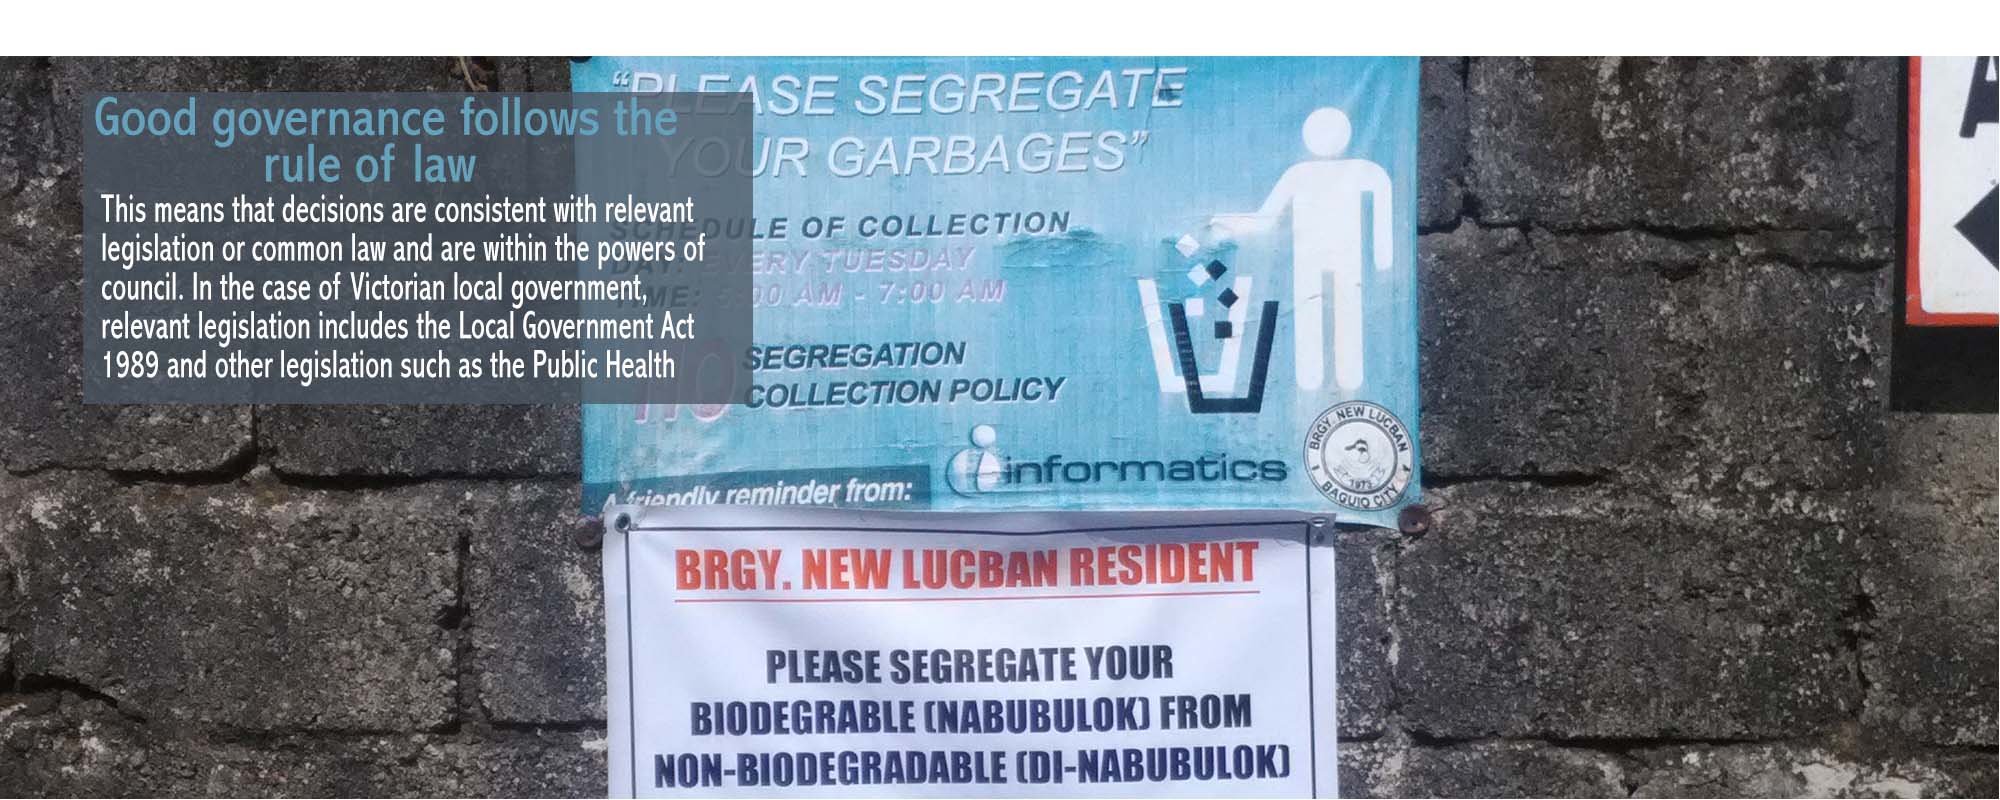 Good governance follows the
rule of law
This means that decisions are consistent with relevant
legislation or common law and are within the powers of
council. In the case of Victorian local government,
relevant legislation includes the Local Government Act
1989 and other legislation such as the Public Health
“PLEASE SEGREGATE
YOUR GARBAGES”
SCHEDULE OF COLLECTION
DAY: EVERY TUESDAY
TIME: 5:00 AM - 7:00 AM
NO SEGREGATION
COLLECTION POLICY
informatics
BRGY. NEW LUCBAN
1973
BAGUIO CITY
A friendly reminder from:
BRGY. NEW LUCBAN RESIDENT
PLEASE SEGREGATE YOUR
BIODEGRABLE (NABUBULOK) FROM
NON-BIODEGRADABLE (DI-NABUBULOK)